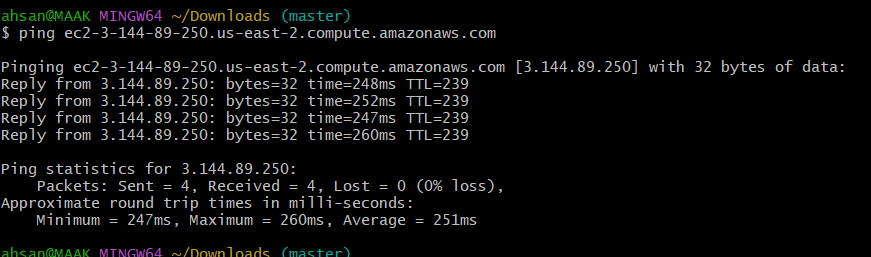 ahsan@MAAK MINGW64 ~/Downloads (master)
$ ping ec2-3-144-89-250.us-east-2.compute.amazonaws.com
Pinging ec2-3-144-89-250.us-east-2.compute.amazonaws.com [3.144.89.250] with 32 bytes of data:
Reply from 3.144.89.250: bytes=32 time=248ms TTL=239
Reply from 3.144.89.250: bytes=32 time=252ms TTL=239
Reply from 3.144.89.250: bytes=32 time=247ms TTL=239
Reply from 3.144.89.250: bytes=32 time=260ms TTL=239
Ping statistics for 3.144.89.250:
    Packets: Sent = 4, Received = 4, Lost = 0 (0% loss),
Approximate round trip times in milli-seconds:
    Minimum = 247ms, Maximum = 260ms, Average = 251ms
ahsan@MAAK MINGW64 ~/Downloads (master)